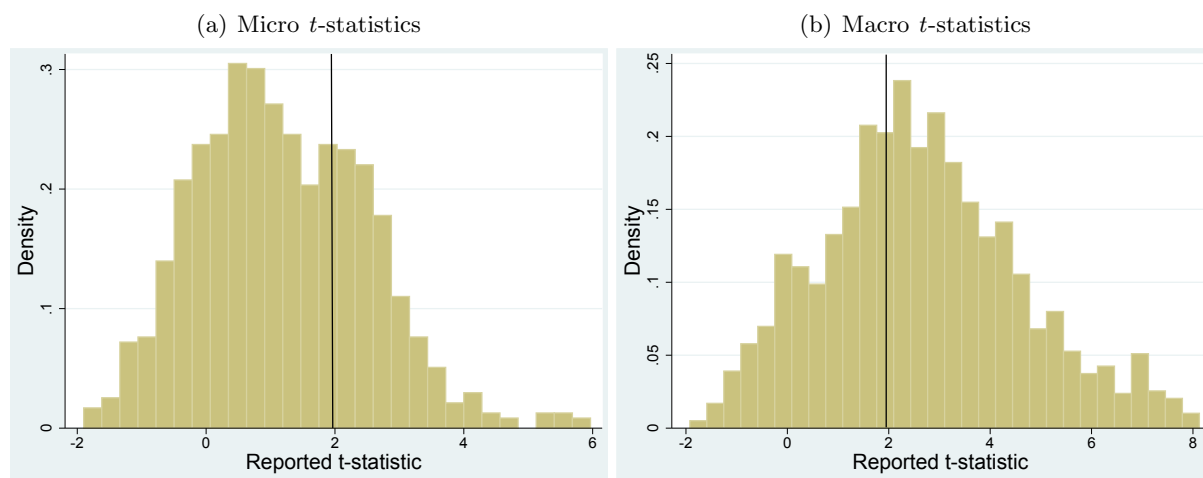 (a) Micro t-statistics
.3
.2
.1
0
Density
-2 0 2 4 6
Reported t-statistic
(b) Macro t-statistics
.25
.2
.15
.1
.05
0
Density
-2 0 2 4 6 8
Reported t-statistic